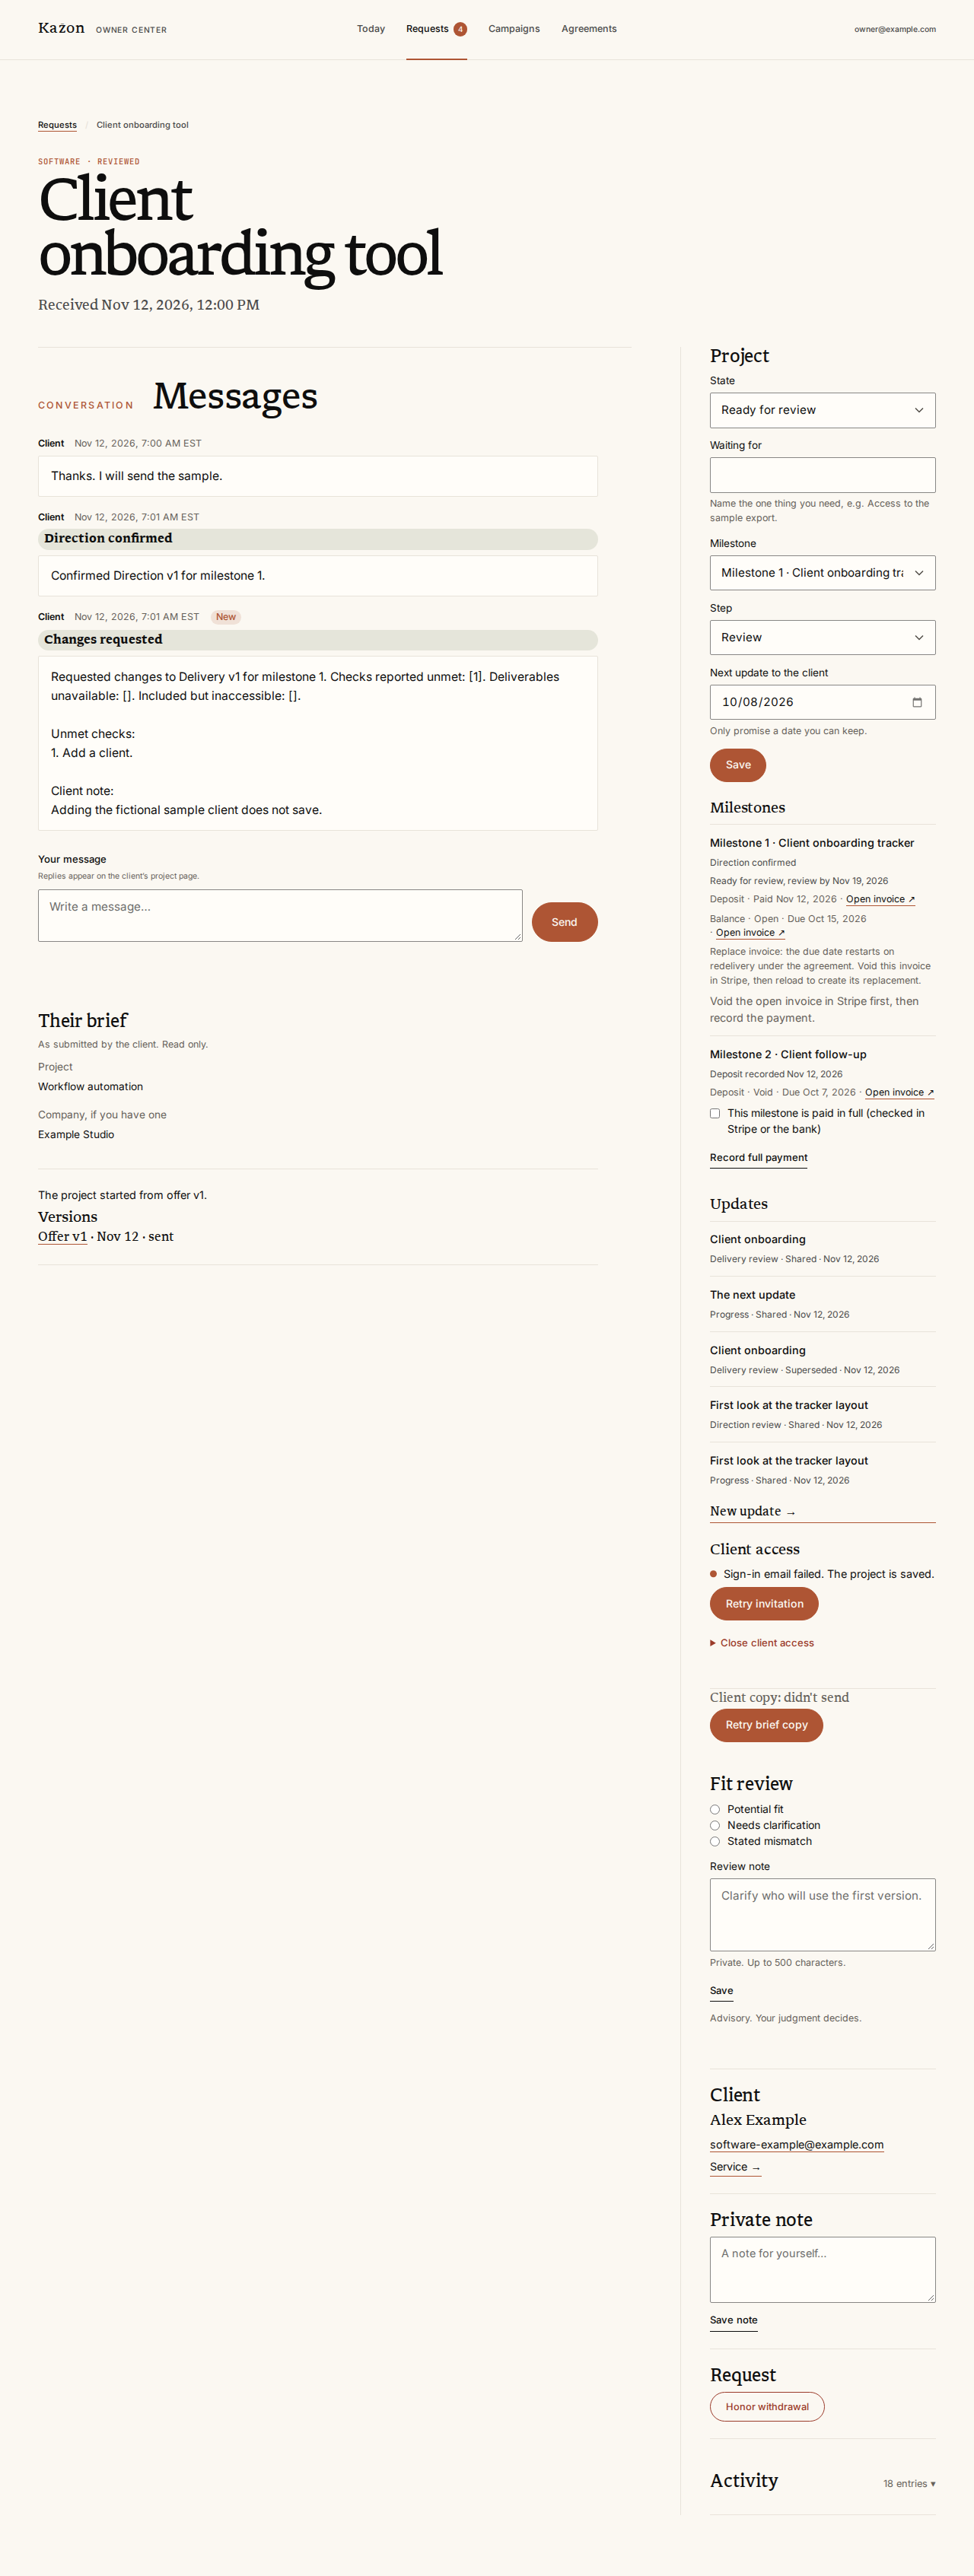 Kažon OWNER CENTER Today Requests 4 Campaigns Agreements owner@example.com
Requests / Client onboarding tool
SOFTWARE · REVIEWED
Client
onboarding tool
Received Nov 12, 2026, 12:00 PM
CONVERSATION Messages
Client Nov 12, 2026, 7:00 AM EST
Thanks. I will send the sample.
Client Nov 12, 2026, 7:01 AM EST
Direction confirmed
Confirmed Direction v1 for milestone 1.
Client Nov 12, 2026, 7:01 AM EST New
Changes requested
Requested changes to Delivery v1 for milestone 1. Checks reported unmet: [1]. Deliverables
unavailable: []. Included but inaccessible: [].
Unmet checks:
1. Add a client.
Client note:
Adding the fictional sample client does not save.
Your message
Replies appear on the client's project page.
Write a message...
Send
Their brief
As submitted by the client. Read only.
Project
Workflow automation
Company, if you have one
Example Studio
The project started from offer v1.
Versions
Offer v1 · Nov 12 · sent
Project
State
Ready for review
Waiting for
Name the one thing you need, e.g. Access to the
sample export.
Milestone
Milestone 1 · Client onboarding tra
Step
Review
Next update to the client
10/08/2026
Only promise a date you can keep.
Save
Milestones
Milestone 1 · Client onboarding tracker
Direction confirmed
Ready for review, review by Nov 19, 2026
Deposit · Paid Nov 12, 2026 · Open invoice ↗
Balance · Open · Due Oct 15, 2026
· Open invoice ↗
Replace invoice: the due date restarts on
redelivery under the agreement. Void this invoice
in Stripe, then reload to create its replacement.
Void the open invoice in Stripe first, then
record the payment.
Milestone 2 · Client follow-up
Deposit recorded Nov 12, 2026
Deposit · Void · Due Oct 7, 2026 · Open invoice ↗
This milestone is paid in full (checked in
Stripe or the bank)
Record full payment
Updates
Client onboarding
Delivery review · Shared · Nov 12, 2026
The next update
Progress · Shared · Nov 12, 2026
Client onboarding
Delivery review · Superseded · Nov 12, 2026
First look at the tracker layout
Direction review · Shared · Nov 12, 2026
First look at the tracker layout
Progress · Shared · Nov 12, 2026
New update →
Client access
Sign-in email failed. The project is saved.
Retry invitation
▶ Close client access
Client copy: didn't send
Retry brief copy
Fit review
Potential fit
Needs clarification
Stated mismatch
Review note
Clarify who will use the first version.
Private. Up to 500 characters.
Save
Advisory. Your judgment decides.
Client
Alex Example
software-example@example.com
Service →
Private note
A note for yourself...
Save note
Request
Honor withdrawal
Activity 18 entries ▾